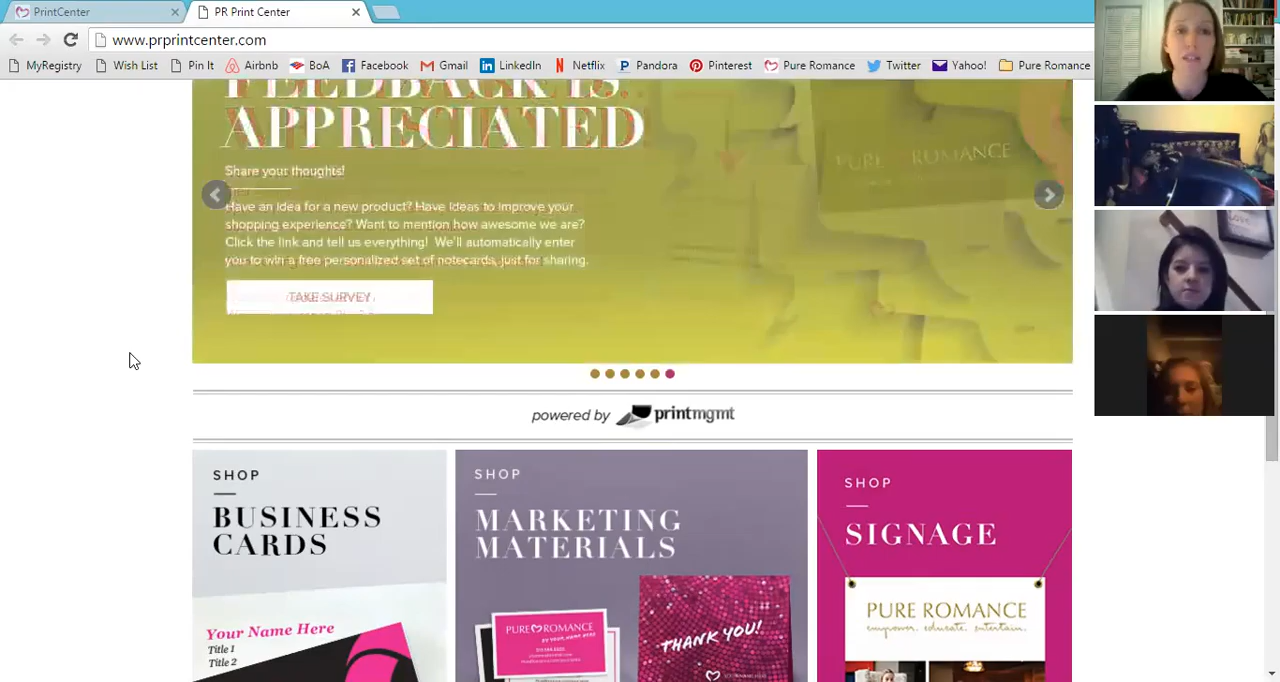 PrintCenter
PR Print Center
www.prprintcenter.com
MyRegistry Wish List Pin It Airbnb BoA Facebook Gmail LinkedIn Netflix Pandora Pinterest Pure Romance Twitter Yahoo! Pure Romance
FEEDBACK IS
APPRECIATED
Share your thoughts!
Have an idea for a new product? Have ideas to improve your
shopping experience? Want to mention how awesome we are?
Click the link and tell us everything! We'll automatically enter
you to win a free personalized set of notecards, just for sharing.
TAKE SURVEY
PURE ROMANCE
powered by printmgmt
SHOP
BUSINESS
CARDS
Your Name Here
Title 1
Title 2
SHOP
MARKETING
MATERIALS
PURE ROMANCE
THANK YOU!
SHOP
SIGNAGE
PURE ROMANCE
empower. educate. entertain.